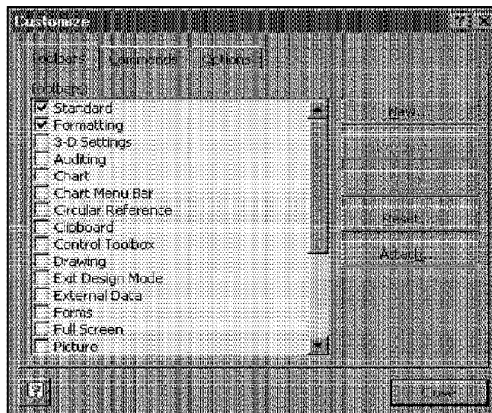 Customize
Toolbars Commands Options
Toolbars:
Standard
Formatting
3-D Settings
Auditing
Chart
Chart Menu Bar
Circular Reference
Clipboard
Control Toolbox
Drawing
Exit Design Mode
External Data
Forms
Full Screen
Picture
New...
Reset...
Attach...
Close